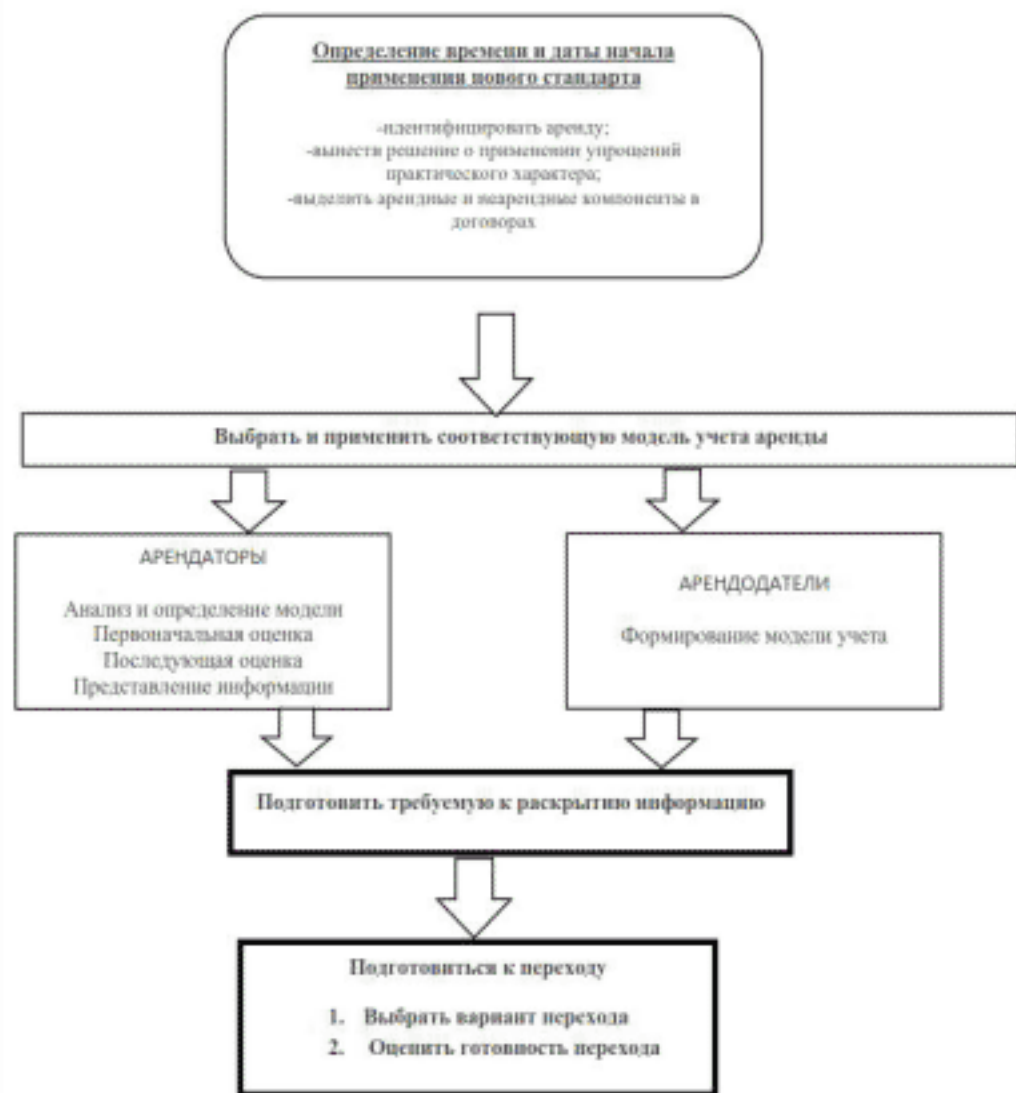 Определение времени и даты начала
применения нового стандарта
-идентифицировать аренду;
-вынести решение о применении упрощений
практического характера;
-выделить арендные и неарендные компоненты в
договорах
Выбрать и применить соответствующую модель учета аренды
АРЕНДАТОРЫ
Анализ и определение модели
Первоначальная оценка
Последующая оценка
Представление информации
АРЕНДОДАТЕЛИ
Формирование модели учета
Подготовить требуемую к раскрытию информацию
Подготовиться к переходу
1. Выбрать вариант перехода
2. Оценить готовность перехода